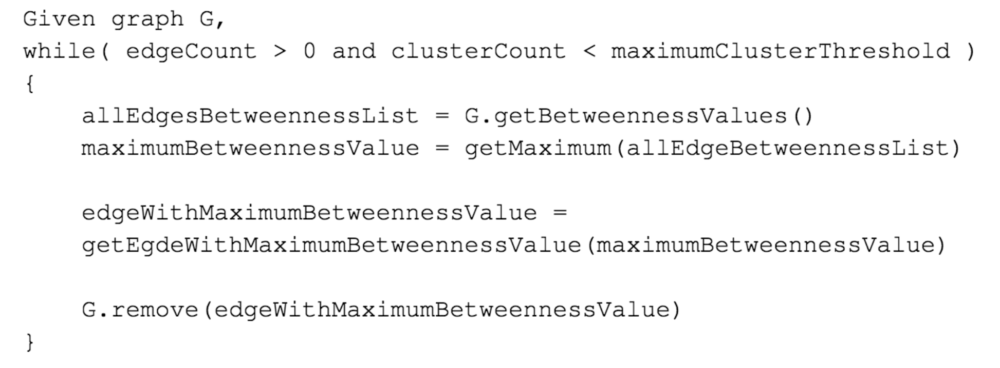 Given graph G,
while( edgeCount > 0 and clusterCount < maximumClusterThreshold )
{
allEdgesBetweennessList = G.getBetweennessValues()
maximumBetweennessValue = getMaximum(allEdgeBetweennessList)
edgeWithMaximumBetweennessValue =
getEgdeWithMaximumBetweennessValue(maximumBetweennessValue)
G.remove(edgeWithMaximumBetweennessValue)
}